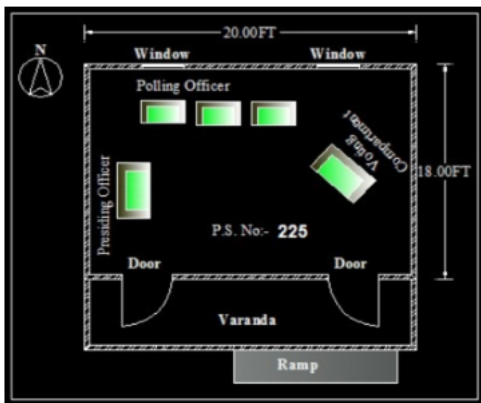 20.00FT
N
Window
Window
Polling Officer
Voting
Compartment
18.00FT
Presiding Officer
P.S. No:- 225
Door
Door
Varanda
Ramp